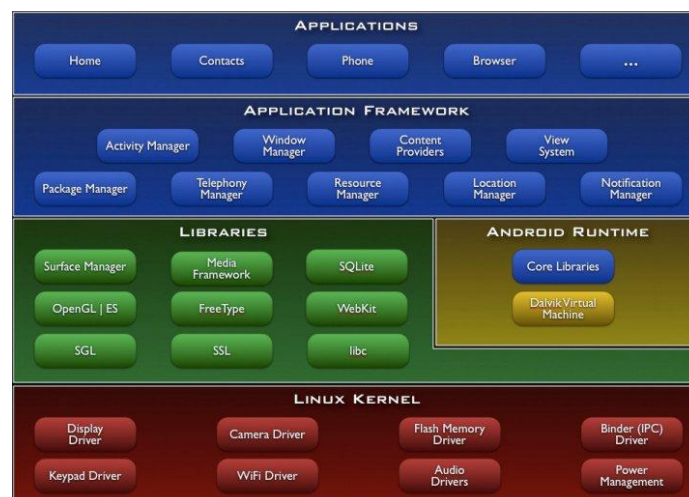 APPLICATIONS
Home
Contacts
Phone
Browser
...
APPLICATION FRAMEWORK
Activity Manager
Window
Manager
Content
Providers
View
System
Package Manager
Telephony
Manager
Resource
Manager
Location
Manager
Notification
Manager
LIBRARIES
Surface Manager
Media
Framework
SQLite
OpenGL | ES
FreeType
WebKit
SGL
SSL
libc
ANDROID RUNTIME
Core Libraries
Dalvik Virtual
Machine
LINUX KERNEL
Display
Driver
Camera Driver
Flash Memory
Driver
Binder (IPC)
Driver
Keypad Driver
WiFi Driver
Audio
Drivers
Power
Management